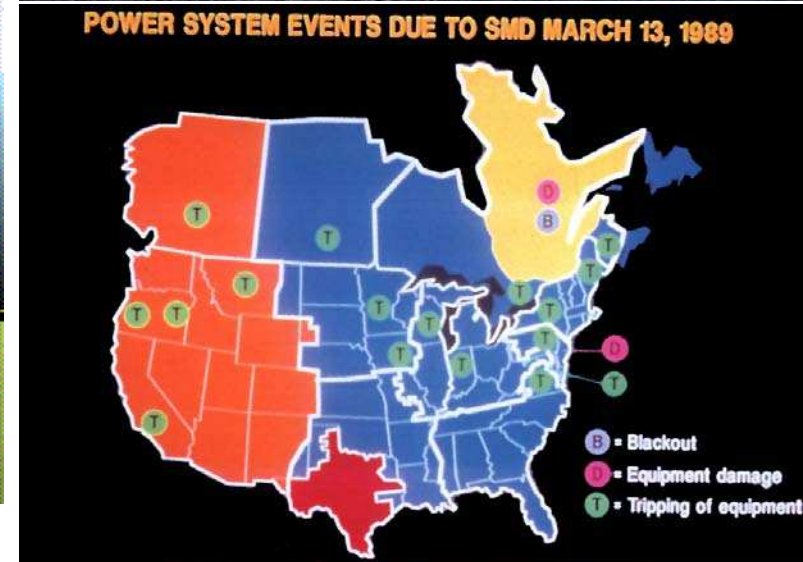 POWER SYSTEM EVENTS DUE TO SMD MARCH 13, 1989
D
T
B
T
T
T
T
T
T
T
T T
T
T
D
T
T
T
T
T
B = Blackout
D = Equipment damage
T = Tripping of equipment